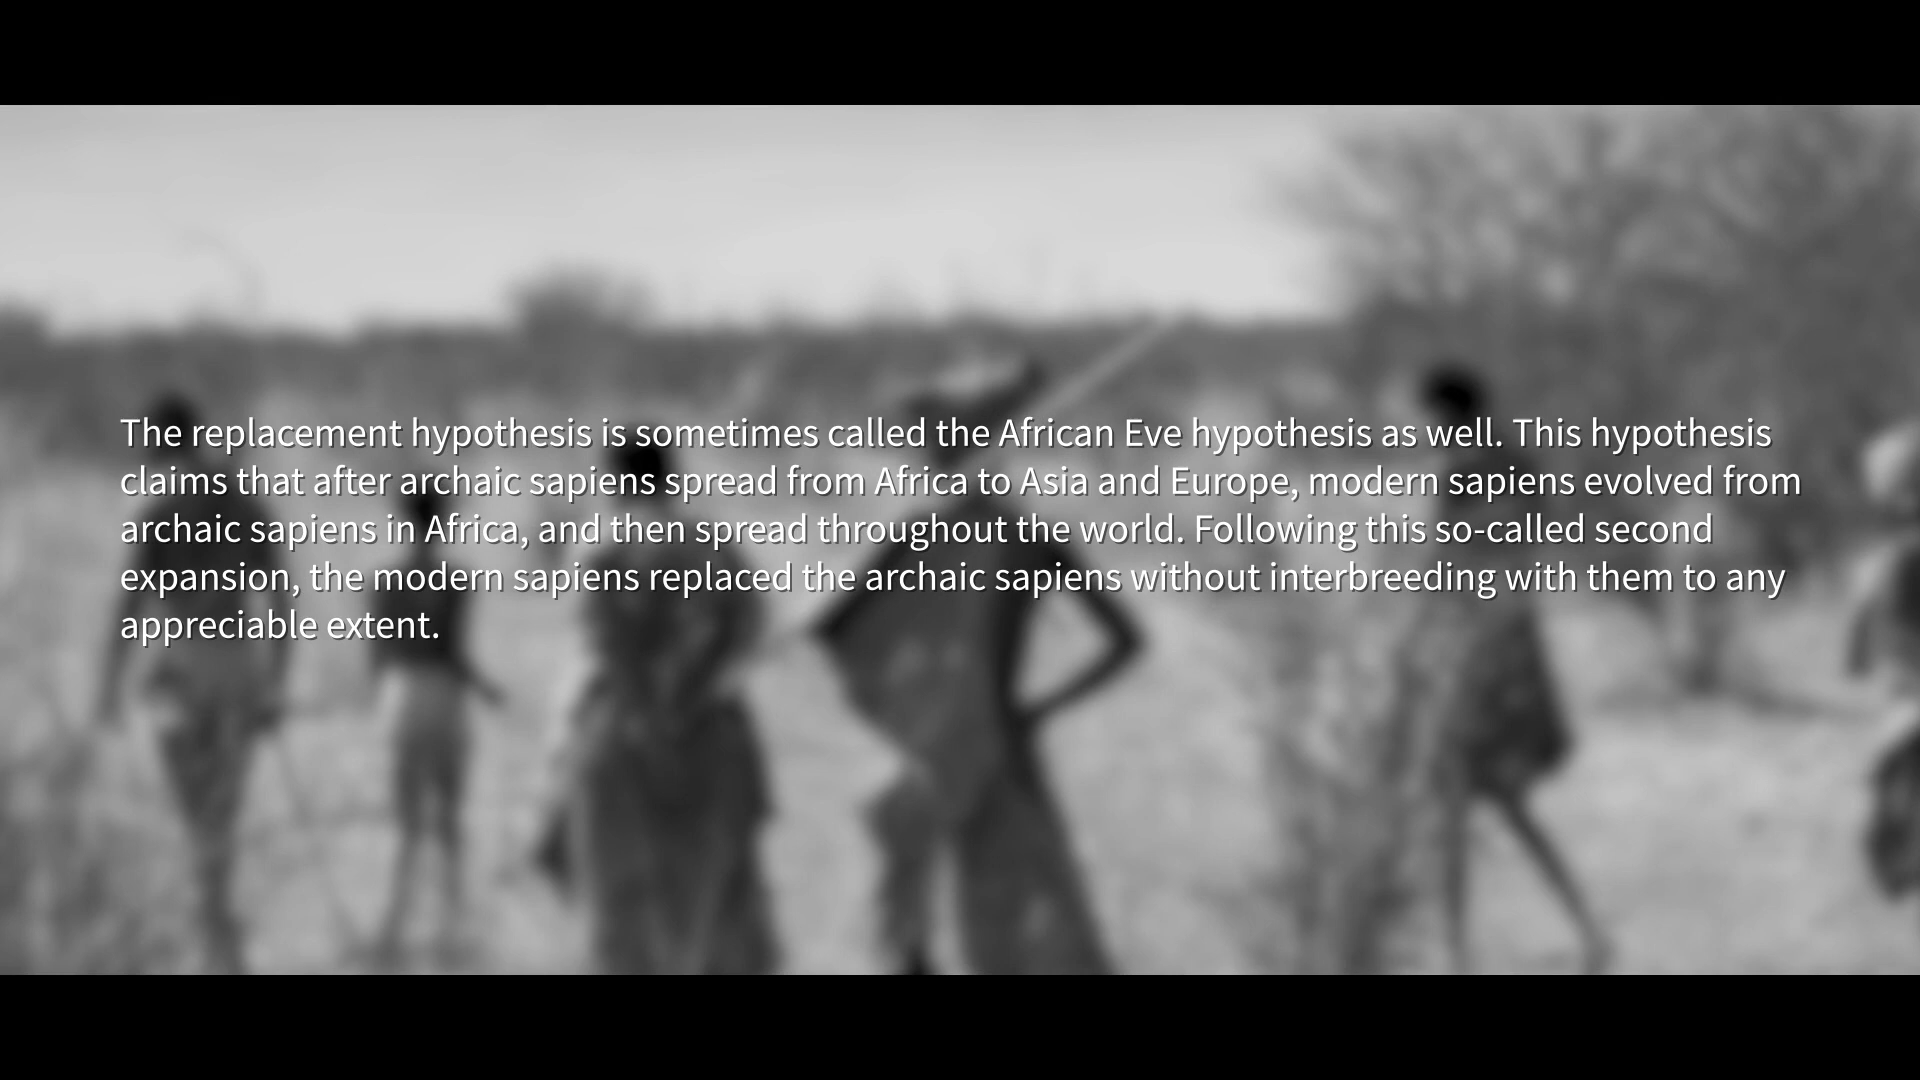 The replacement hypothesis is sometimes called the African Eve hypothesis as well. This hypothesis
claims that after archaic sapiens spread from Africa to Asia and Europe, modern sapiens evolved from
archaic sapiens in Africa, and then spread throughout the world. Following this so-called second
expansion, the modern sapiens replaced the archaic sapiens without interbreeding with them to any
appreciable extent.